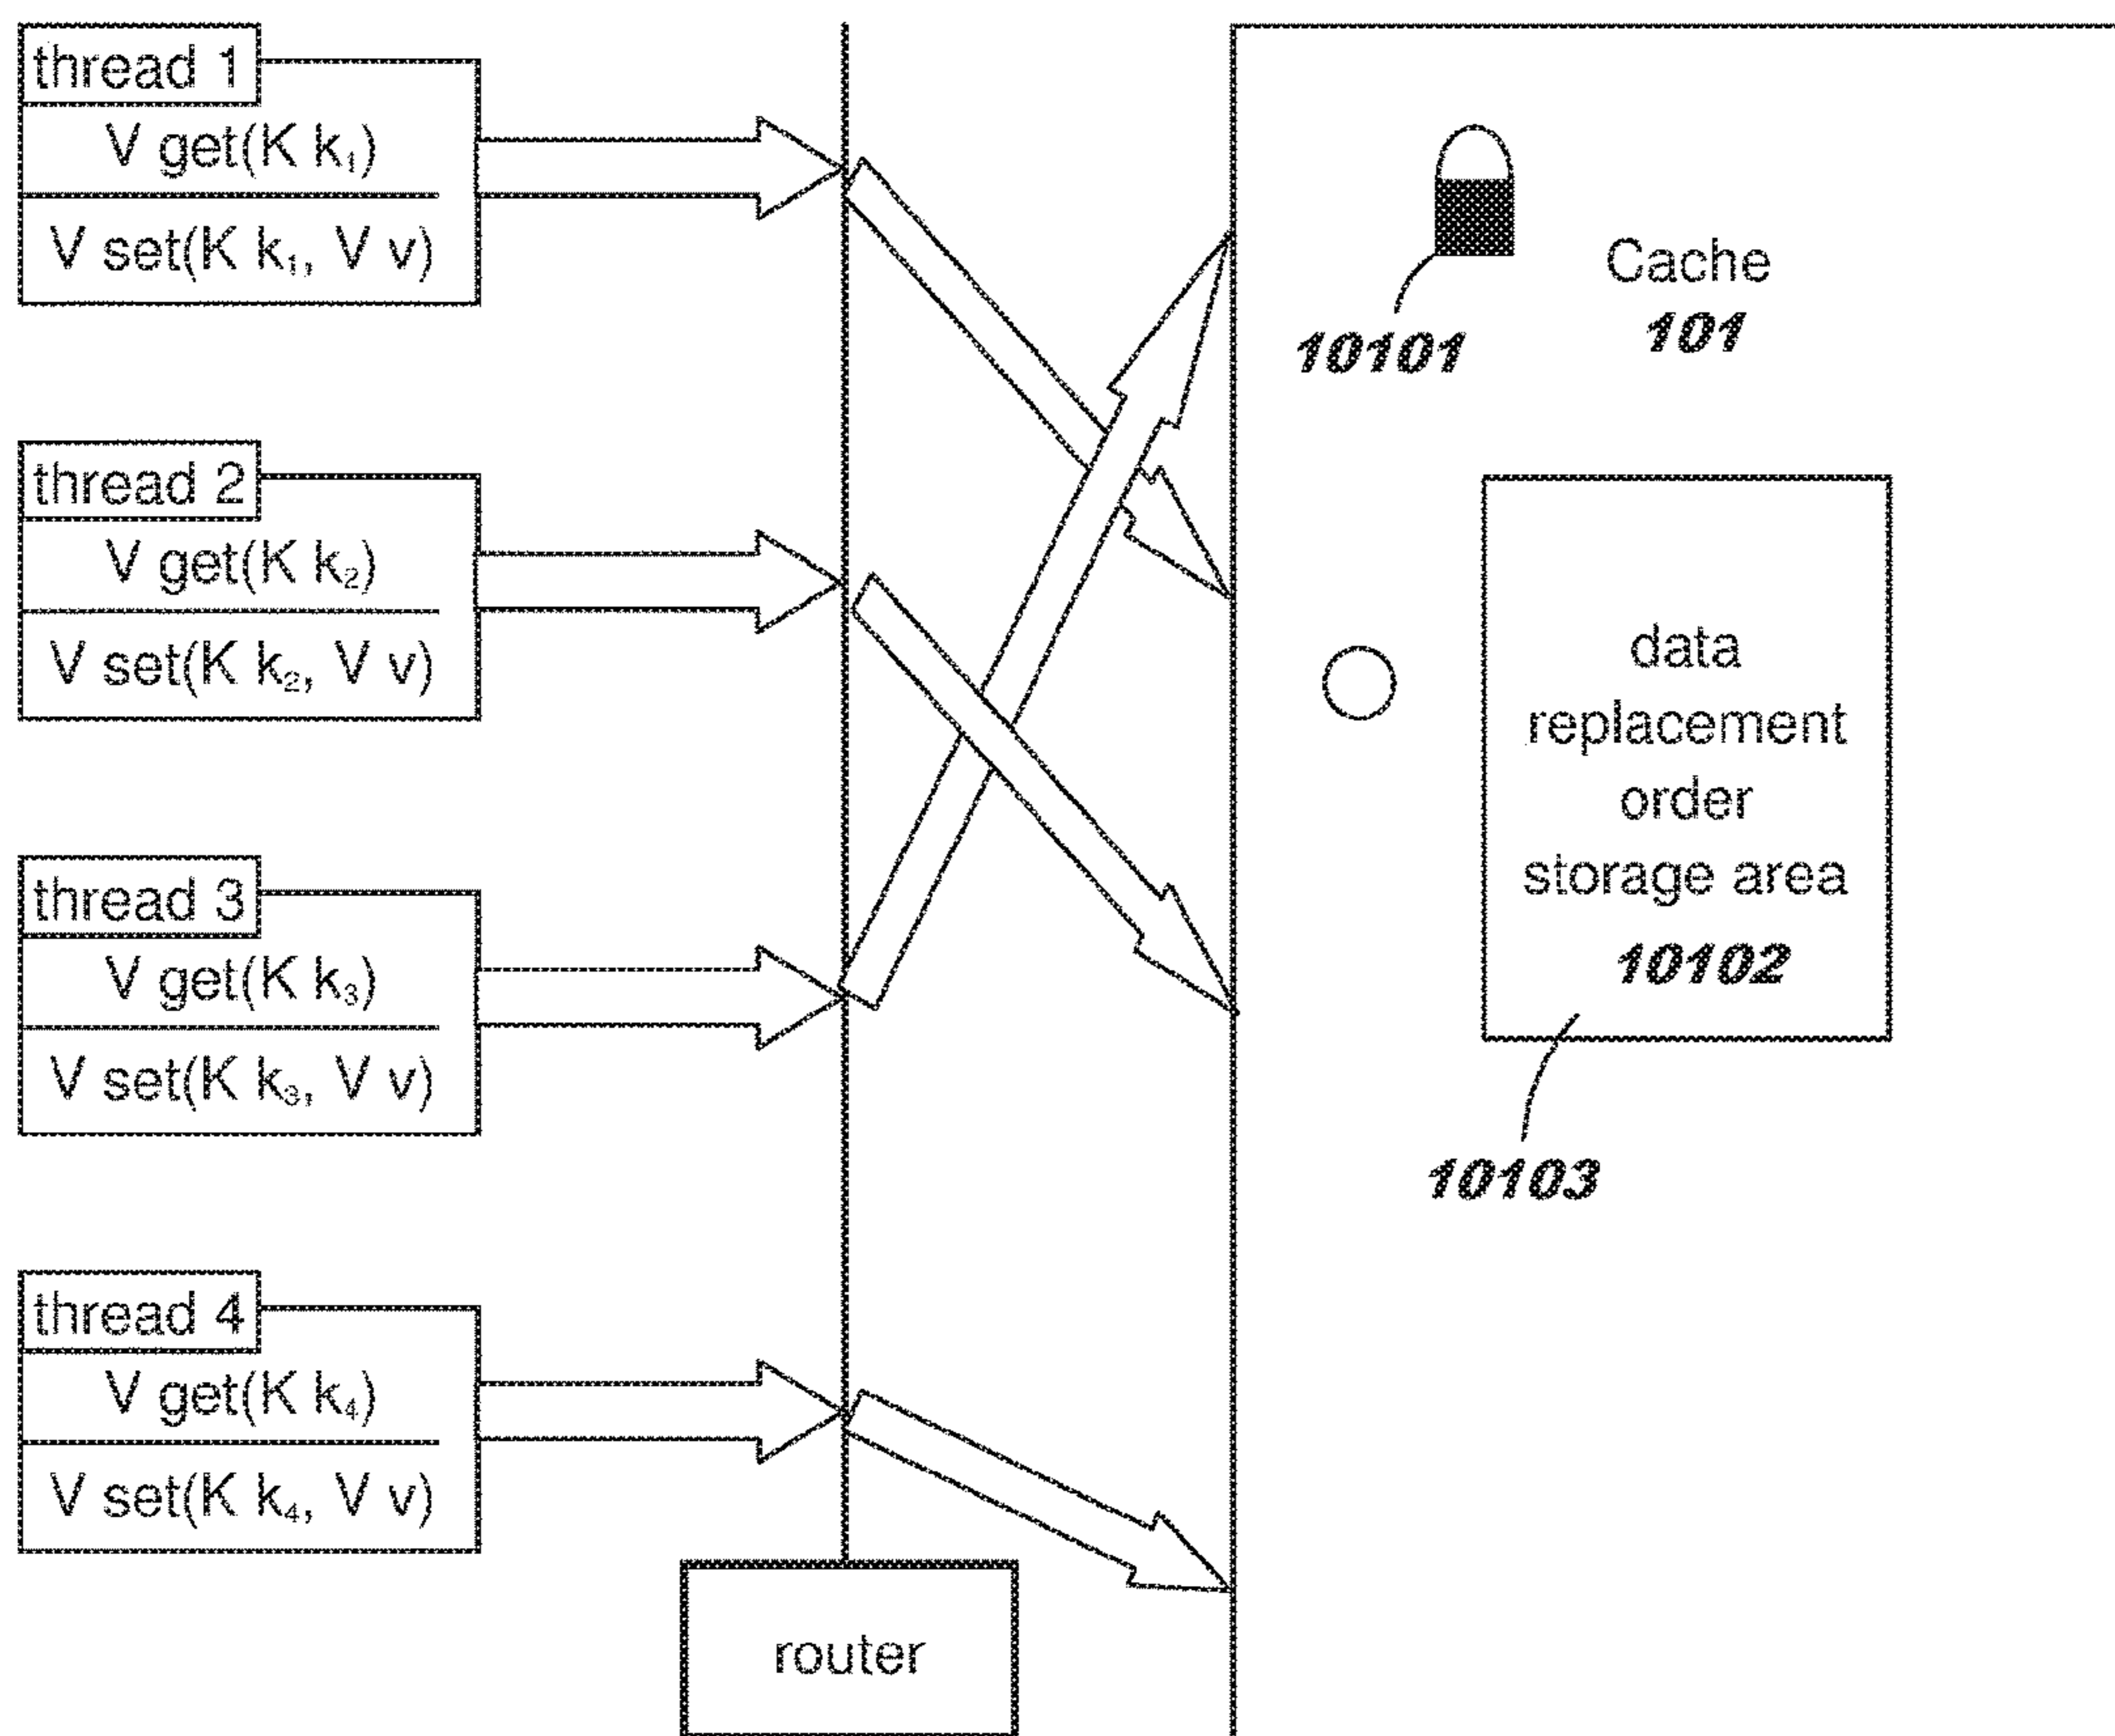 thread 1
V get(K k₁)
V set(K k₁, V v)
thread 2
V get(K k₂)
V set(K k₂, V v)
thread 3
V get(K k₃)
V set(K k₃, V v)
thread 4
V get(K k₄)
V set(K k₄, V v)
router
10101
Cache
101
data
replacement
order
storage area
10102
10103